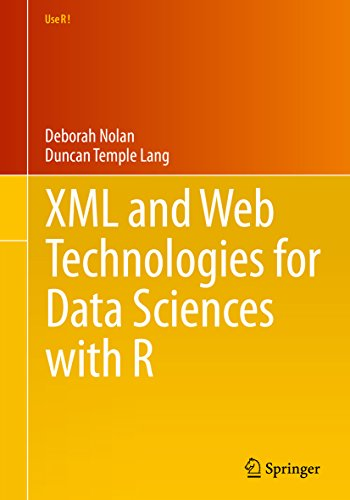 Use R!
Deborah Nolan
Duncan Temple Lang
XML and Web
Technologies for
Data Sciences
with R
Springer